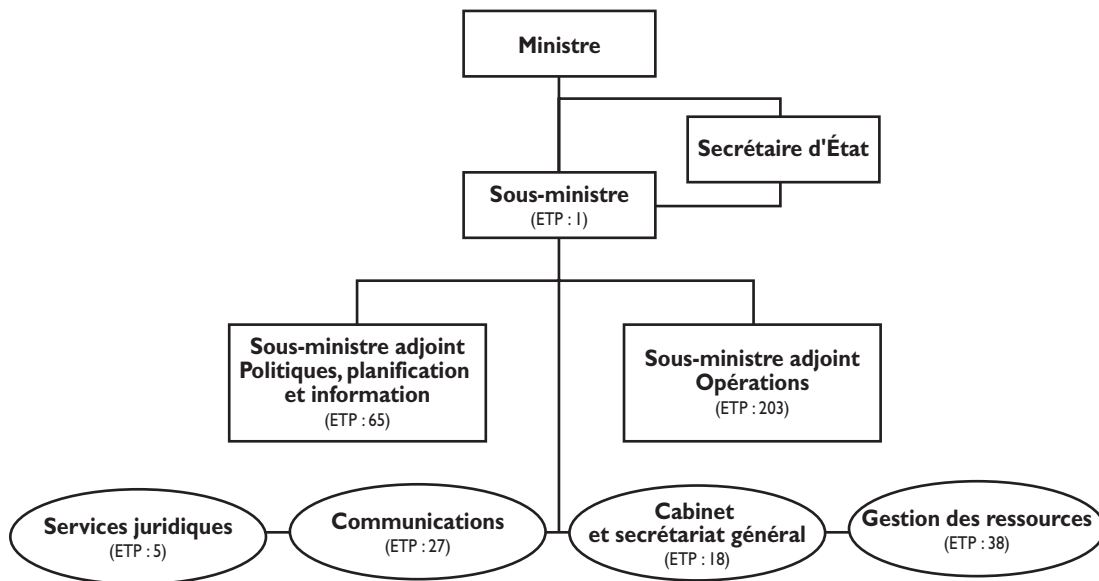 Ministre
Secrétaire d'État
Sous-ministre
(ETP : 1)
Sous-ministre adjoint
Politiques, planification
et information
(ETP : 65)
Sous-ministre adjoint
Opérations
(ETP : 203)
Services juridiques
(ETP : 5)
Communications
(ETP : 27)
Cabinet
et secrétariat général
(ETP : 18)
Gestion des ressources
(ETP : 38)